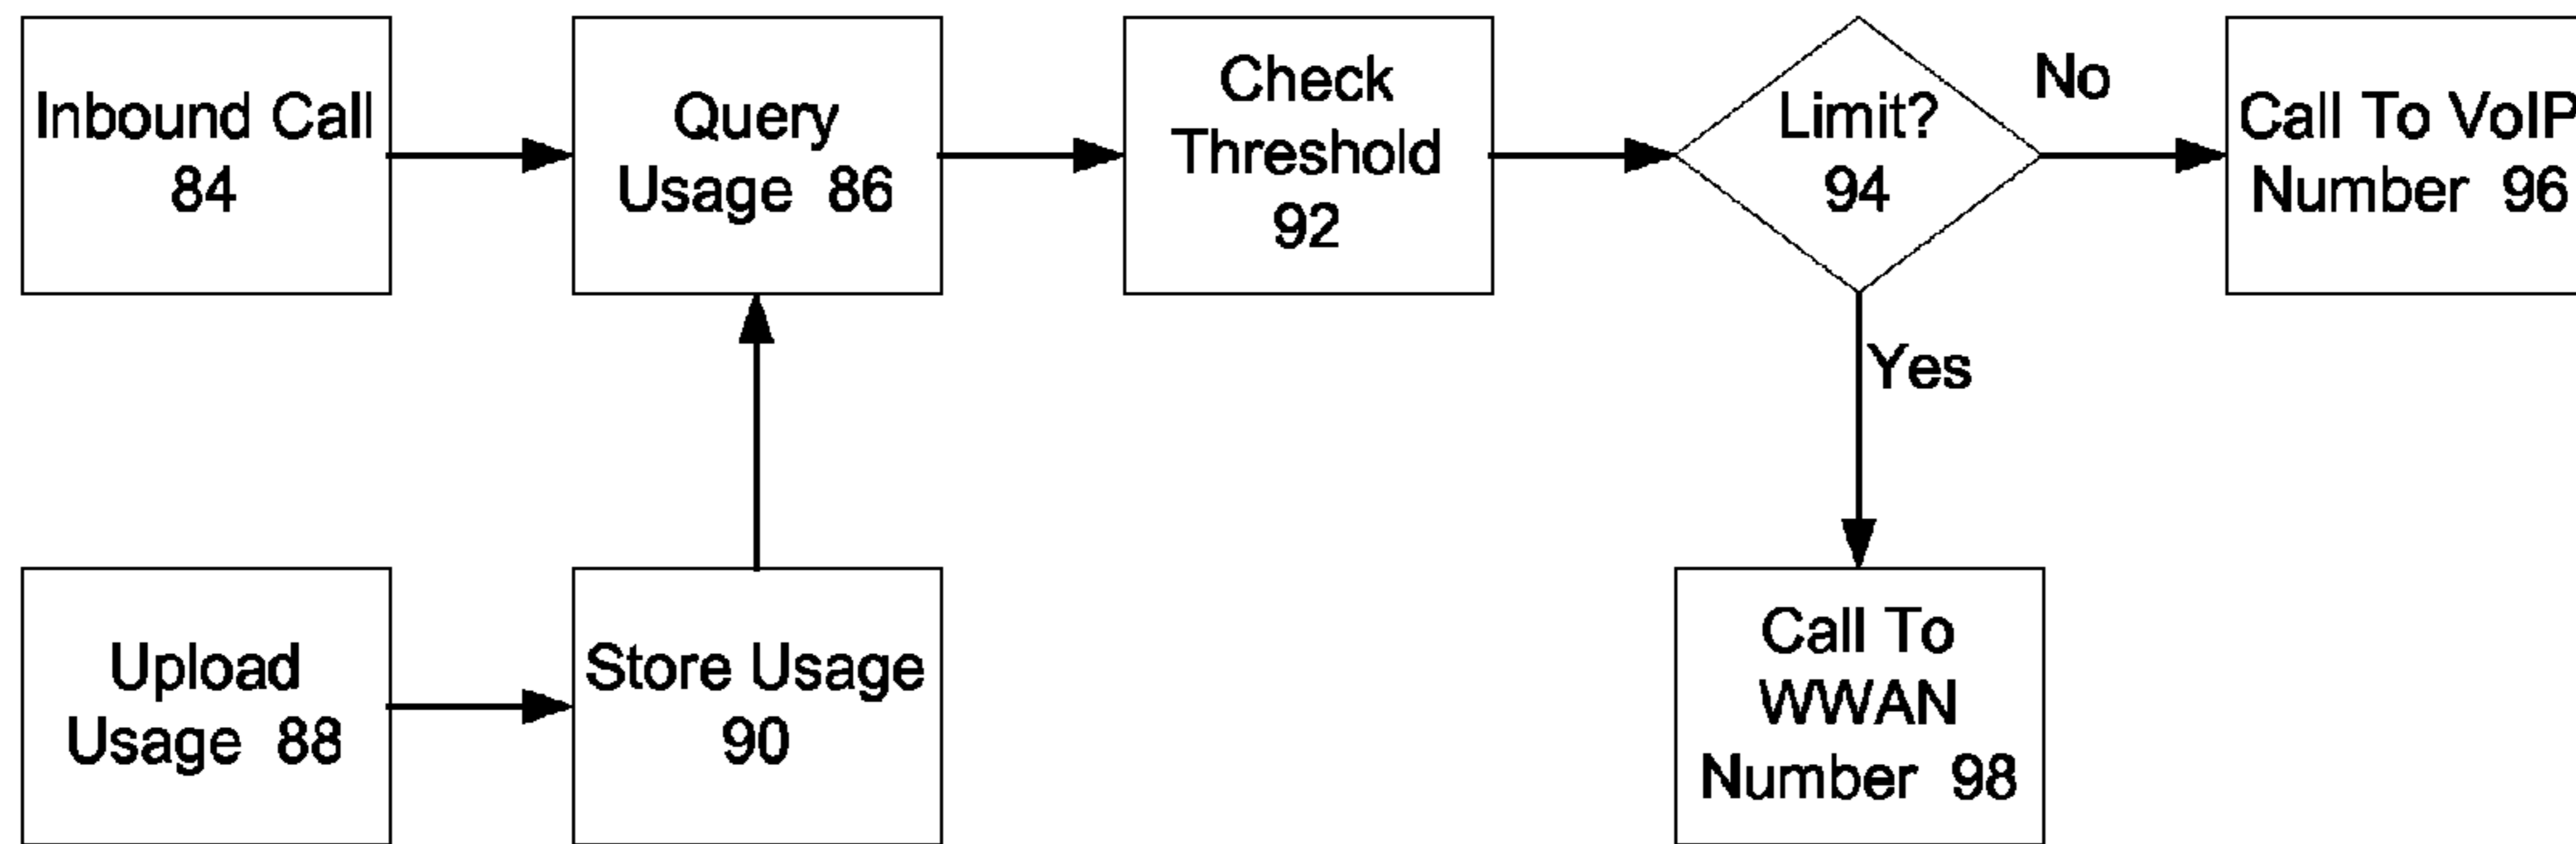 Inbound Call
84
Query
Usage 86
Check
Threshold
92
Limit?
94
No
Call To VoIP
Number 96
Yes
Upload
Usage 88
Store Usage
90
Call To
WWAN
Number 98